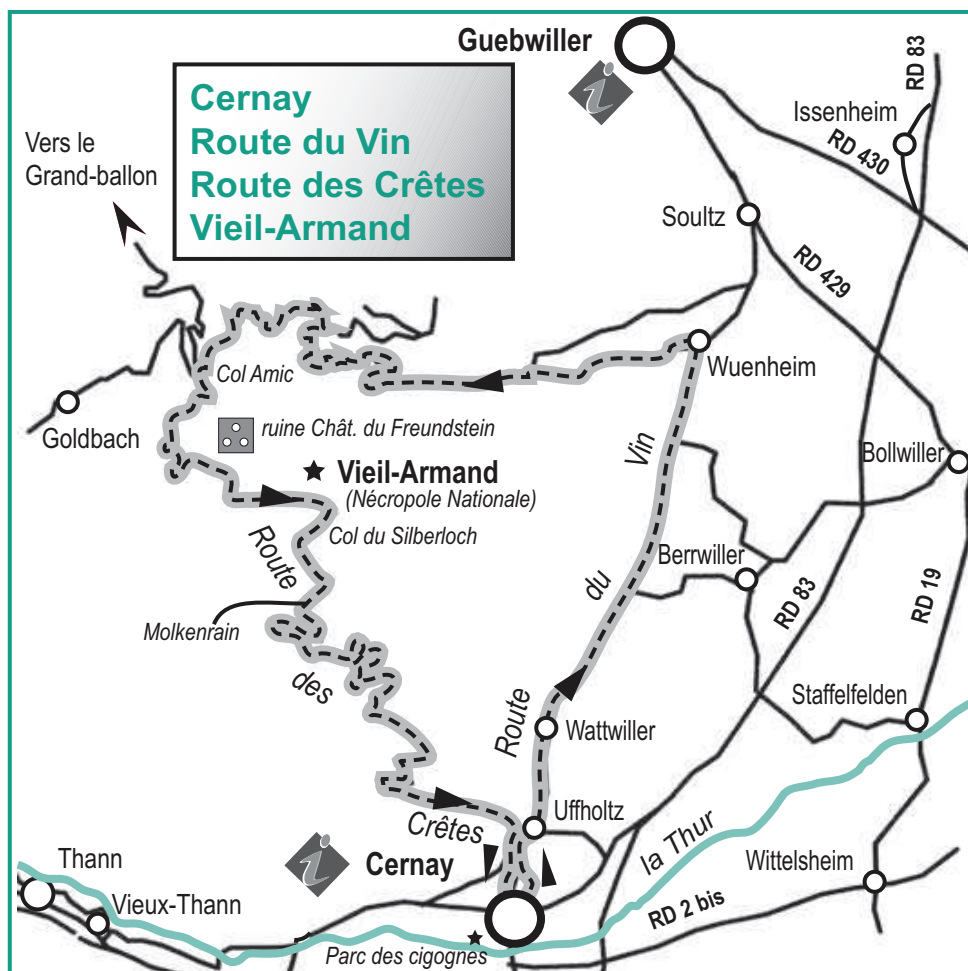 Guebwiller
Cernay
Route du Vin
Route des Crêtes
Vieil-Armand
Vers le
Grand-ballon
RD 83
Issenheim
RD 430
Soultz
RD 429
Wuenheim
Col Amic
Goldbach
ruine Chât. du Freundstein
Vieil-Armand
(Nécropole Nationale)
Col du Silberloch
Bollwiller
Berrwiller
RD 83
RD 19
Molkenrain
Route
des
Crêtes
Route
du
Vin
Staffelfelden
Wattwiller
Uffholtz
la Thur
Cernay
Thann
Vieux-Thann
Wittelsheim
RD 2 bis
Parc des cigognes